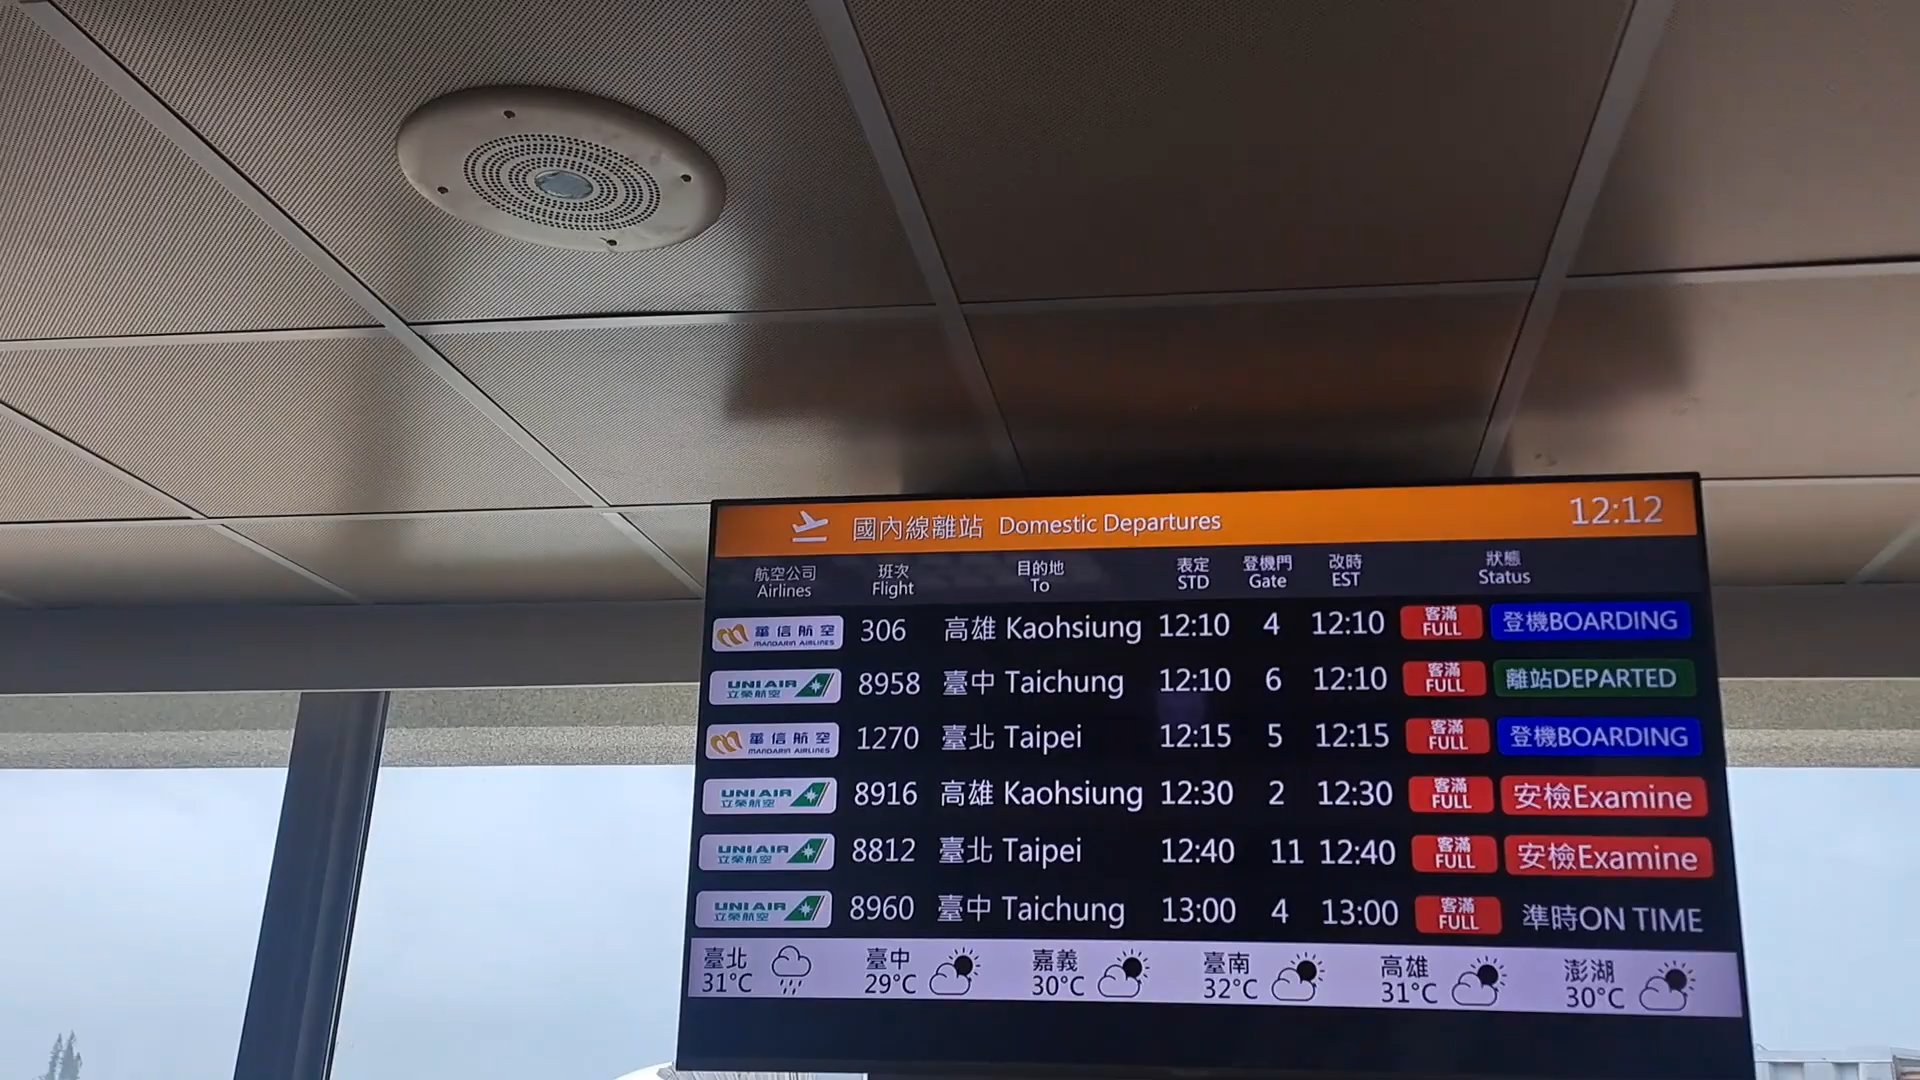 國內線離站 Domestic Departures 12:12
航空公司 班次 目的地 表定 登機門 改時 狀態
Airlines Flight To STD Gate EST Status
華信航空 MANDARIN AIRLINES 306 高雄 Kaohsiung 12:10 4 12:10 客滿 FULL 登機BOARDING
UNI AIR 立榮航空 8958 臺中 Taichung 12:10 6 12:10 客滿 FULL 離站DEPARTED
華信航空 MANDARIN AIRLINES 1270 臺北 Taipei 12:15 5 12:15 客滿 FULL 登機BOARDING
UNI AIR 立榮航空 8916 高雄 Kaohsiung 12:30 2 12:30 客滿 FULL 安檢Examine
UNI AIR 立榮航空 8812 臺北 Taipei 12:40 11 12:40 客滿 FULL 安檢Examine
UNI AIR 立榮航空 8960 臺中 Taichung 13:00 4 13:00 客滿 FULL 準時ON TIME
臺北 臺中 嘉義 臺南 高雄 澎湖
31°C 29°C 30°C 32°C 31°C 30°C